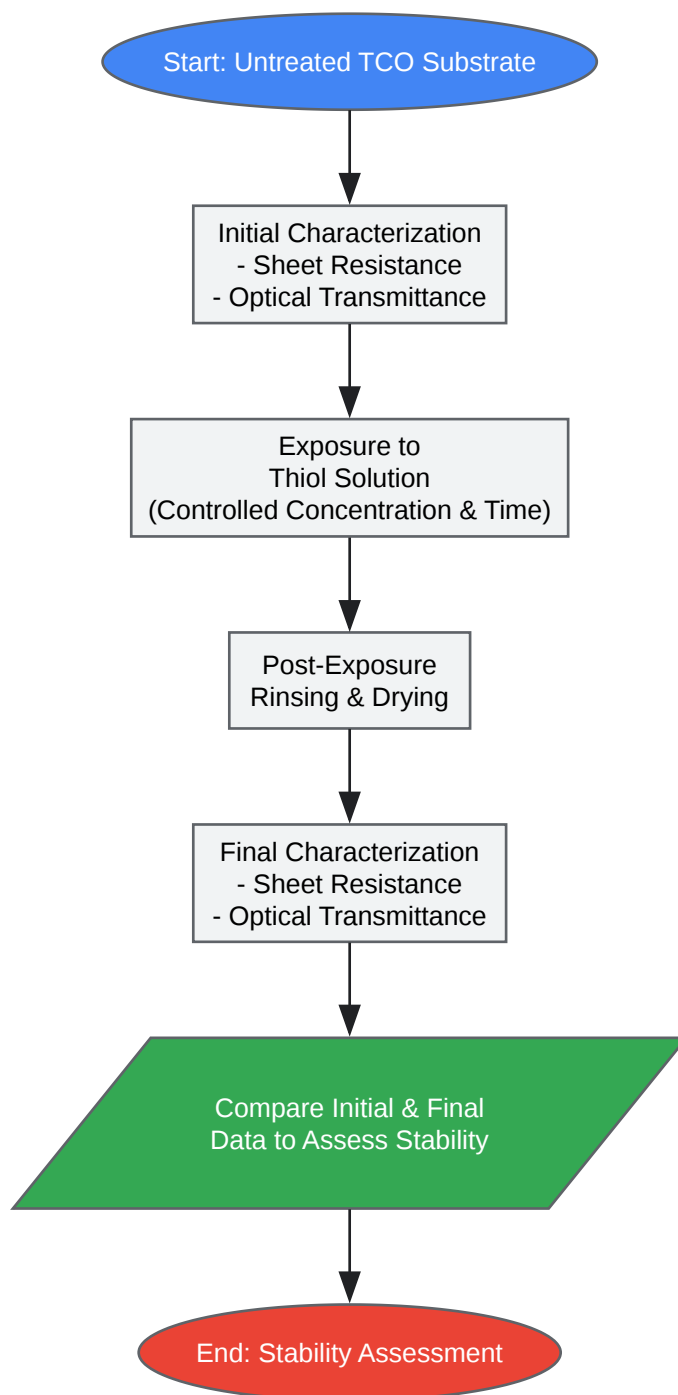 Start: Untreated TCO Substrate
Initial Characterization
- Sheet Resistance
- Optical Transmittance
Exposure to
Thiol Solution
(Controlled Concentration & Time)
Post-Exposure
Rinsing & Drying
Final Characterization
- Sheet Resistance
- Optical Transmittance
Compare Initial & Final
Data to Assess Stability
End: Stability Assessment